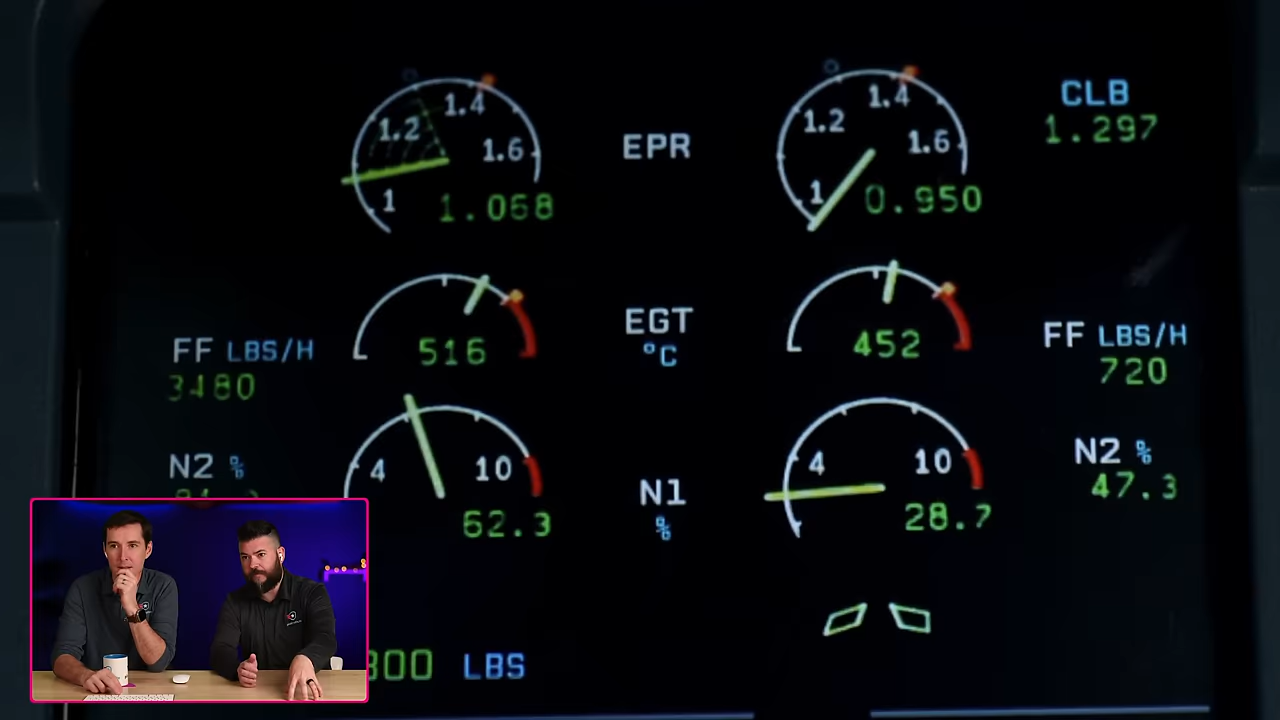 1.2 1.4 1.6 1 1.068
EPR
1.2 1.4 1.6 1 0.950
CLB
1.297
FF LBS/H
3480
516
EGT
°C
452
FF LBS/H
720
N2 %
4 10
62.3
N1
%
4 10
28.7
N2 %
47.3
800 LBS